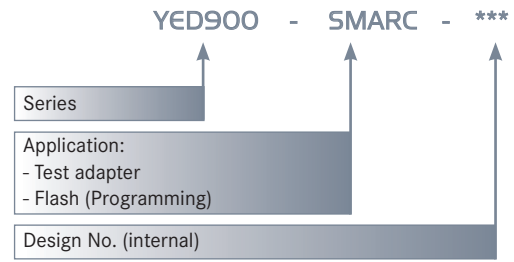 YED900 - SMARC - ***
Series
Application:
- Test adapter
- Flash (Programming)
Design No. (internal)